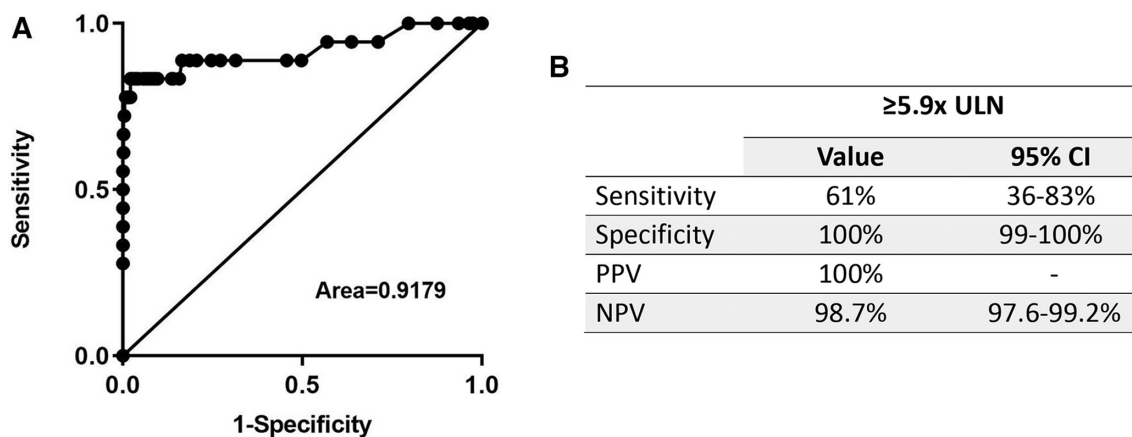 A
1.0
0.5
0.0
Sensitivity
Area=0.9179
0.0 0.5 1.0
1-Specificity
B
≥5.9x ULN
Value 95% CI
Sensitivity 61% 36-83%
Specificity 100% 99-100%
PPV 100% -
NPV 98.7% 97.6-99.2%